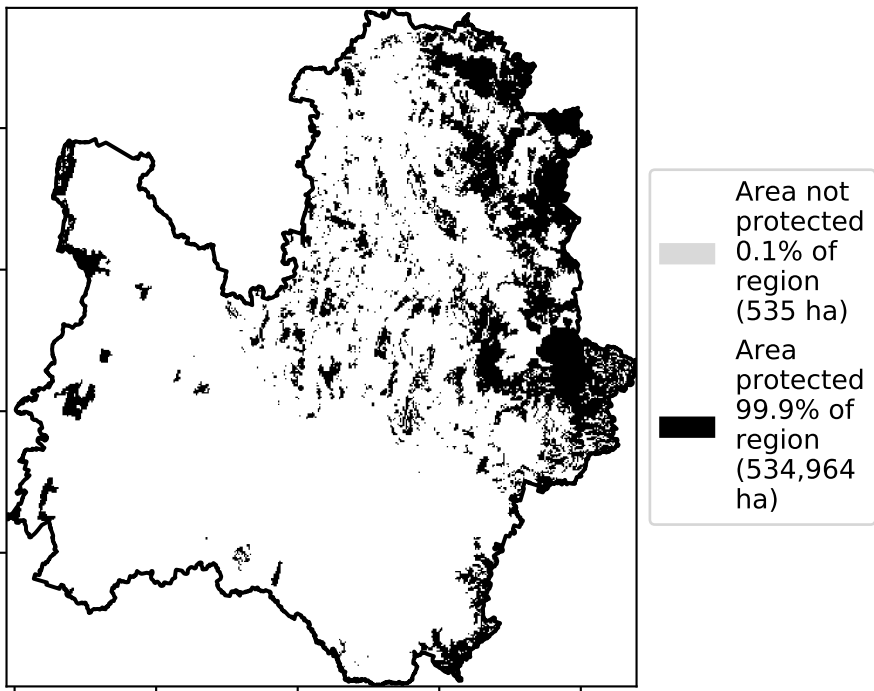 Area not
protected
0.1% of
region
(535 ha)
Area
protected
99.9% of
region
(534,964
ha)